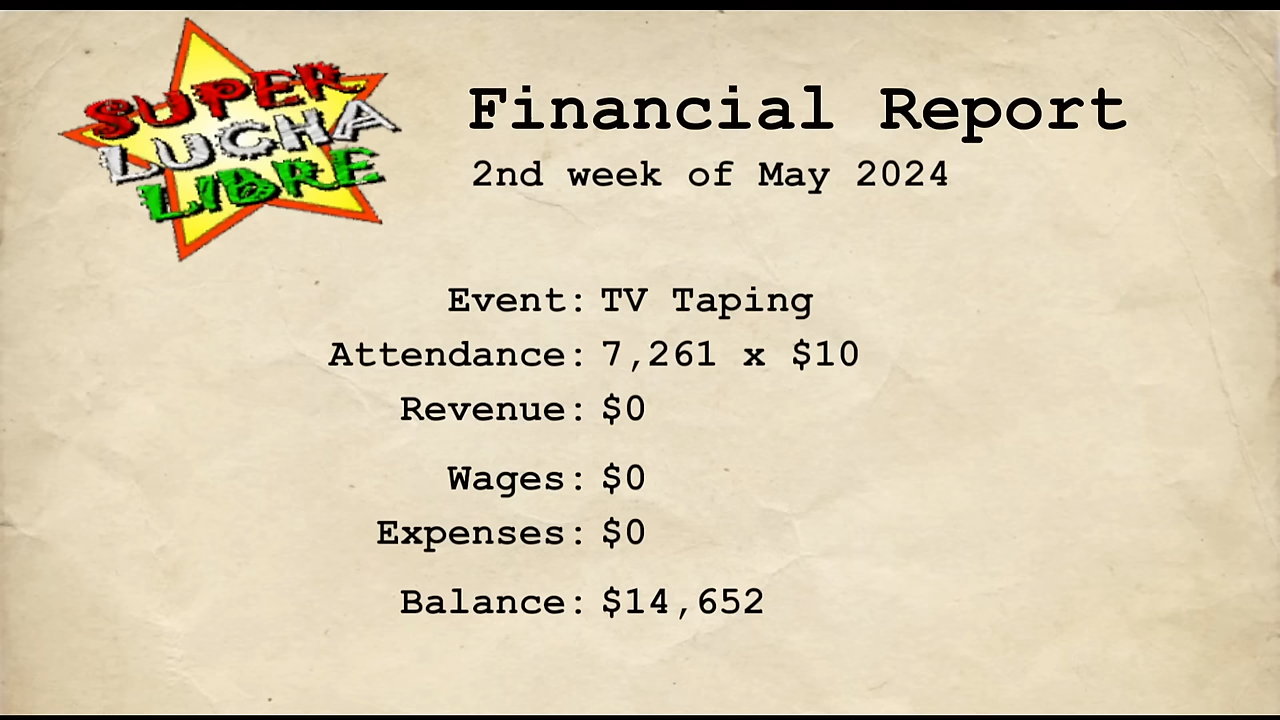 SUPER
LUCHA
LIBRE
Financial Report
2nd week of May 2024
Event: TV Taping
Attendance: 7,261 x $10
Revenue: $0
Wages: $0
Expenses: $0
Balance: $14,652